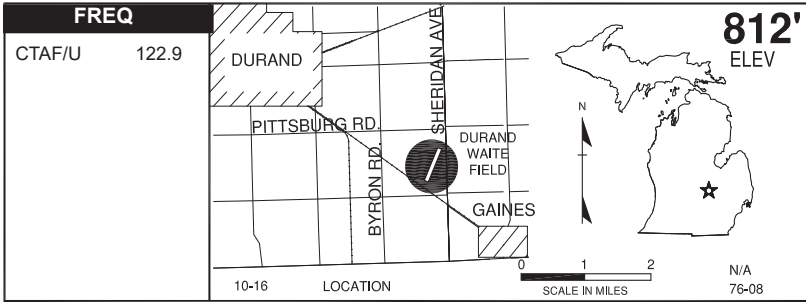 FREQ
CTAF/U 122.9
DURAND
SHERIDAN AVE.
PITTSBURG RD.
BYRON RD.
DURAND
WAITE
FIELD
GAINES
10-16 LOCATION
812'
ELEV
N
0 1 2
SCALE IN MILES
N/A
76-08